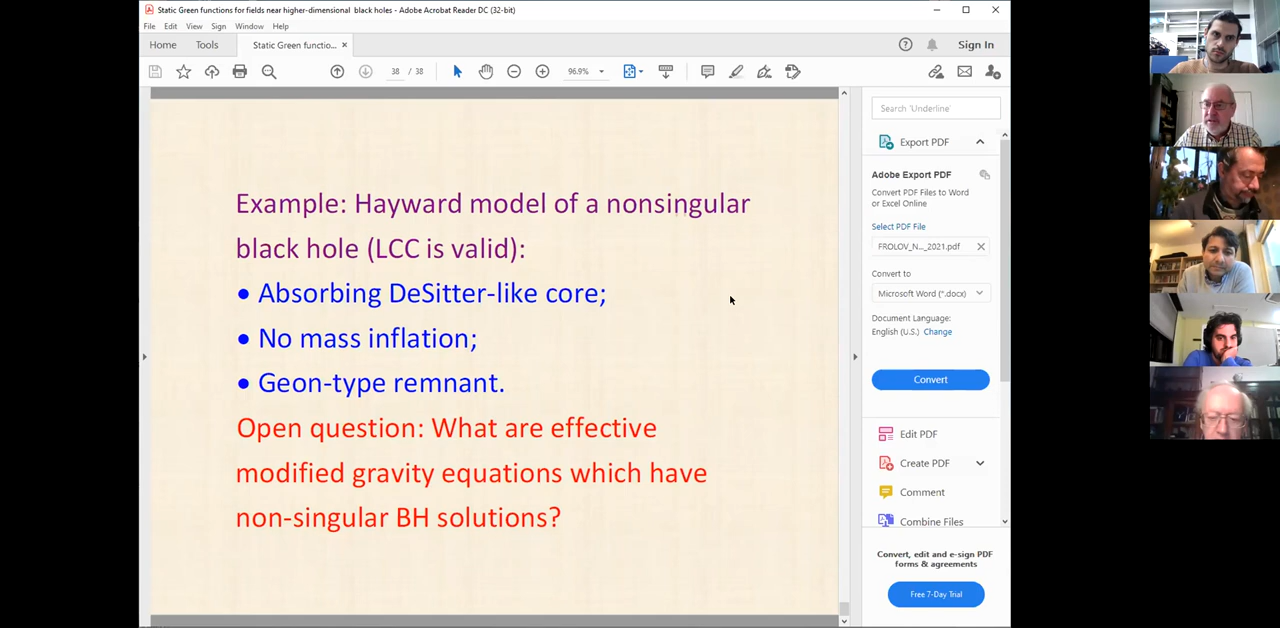 Static Green functions for fields near higher-dimensional black holes - Adobe Acrobat Reader DC (32-bit)
File Edit View Sign Window Help
Home Tools Static Green functio... × Sign In
38 / 38 96.9%
Search 'Underline'
Export PDF
Adobe Export PDF
Convert PDF Files to Word
or Excel Online
Select PDF File
FROLOV_N..._2021.pdf
Convert to
Microsoft Word (*.docx)
Document Language:
English (U.S.) Change
Convert
Edit PDF
Create PDF
Comment
Combine Files
Convert, edit and e-sign PDF
forms & agreements
Free 7-Day Trial
Example: Hayward model of a nonsingular
black hole (LCC is valid):
• Absorbing DeSitter-like core;
• No mass inflation;
• Geon-type remnant.
Open question: What are effective
modified gravity equations which have
non-singular BH solutions?